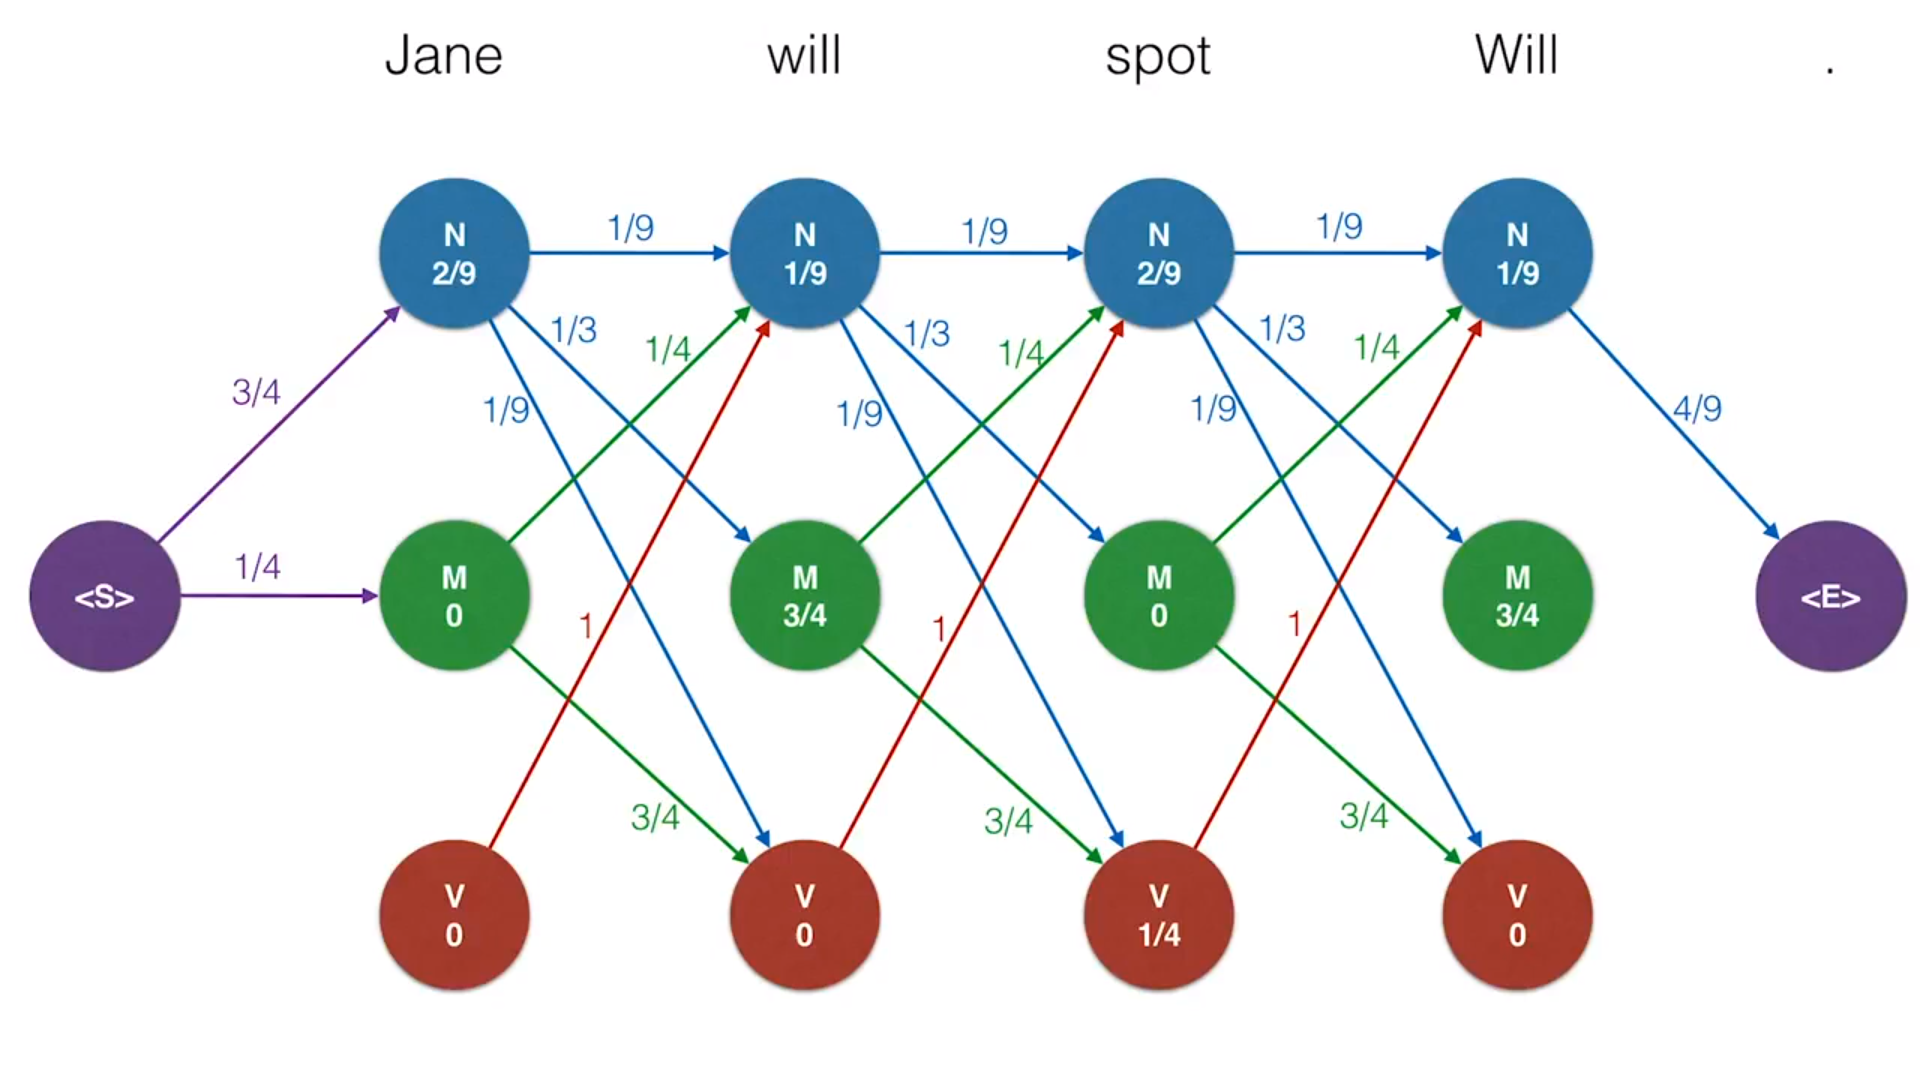 Jane will spot Will .
N N N N
2/9 1/9 2/9 1/9
1/9 1/9 1/9
1/3 1/3 1/3
1/4 1/4 1/4
3/4 1/9 1/9 1/9 4/9
1/4
<S> M M M M <E>
0 3/4 0 3/4
1 1 1
3/4 3/4 3/4
V V V V
0 0 1/4 0